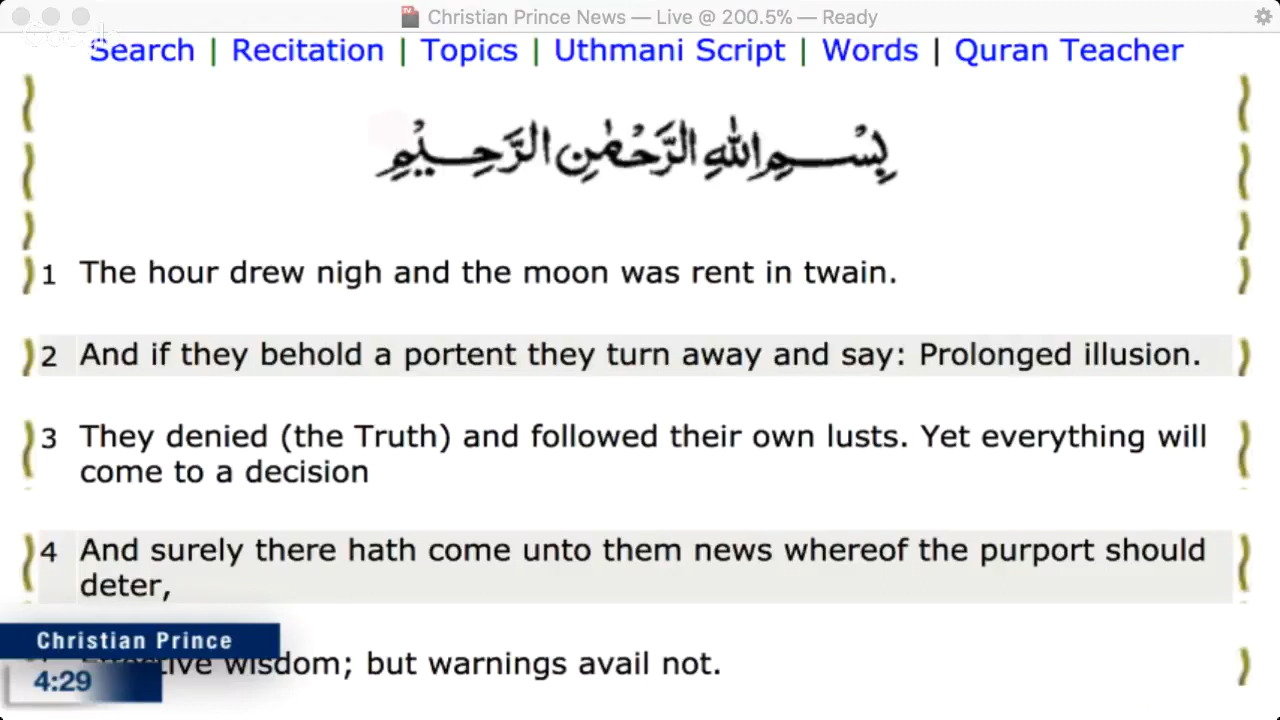 Christian Prince News — Live @ 200.5% — Ready
Search | Recitation | Topics | Uthmani Script | Words | Quran Teacher
بِسْمِ اللهِ الرَّحْمٰنِ الرَّحِيْمِ
1 The hour drew nigh and the moon was rent in twain.
2 And if they behold a portent they turn away and say: Prolonged illusion.
3 They denied (the Truth) and followed their own lusts. Yet everything will
come to a decision
4 And surely there hath come unto them news whereof the purport should
deter,
wisdom; but warnings avail not.
Christian Prince
4:29